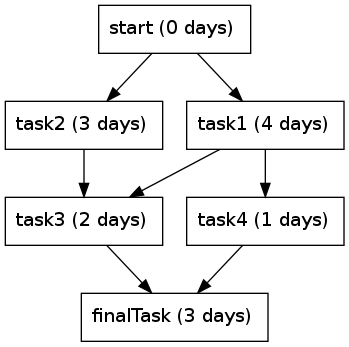 start (0 days)
task2 (3 days)
task1 (4 days)
task3 (2 days)
task4 (1 days)
finalTask (3 days)